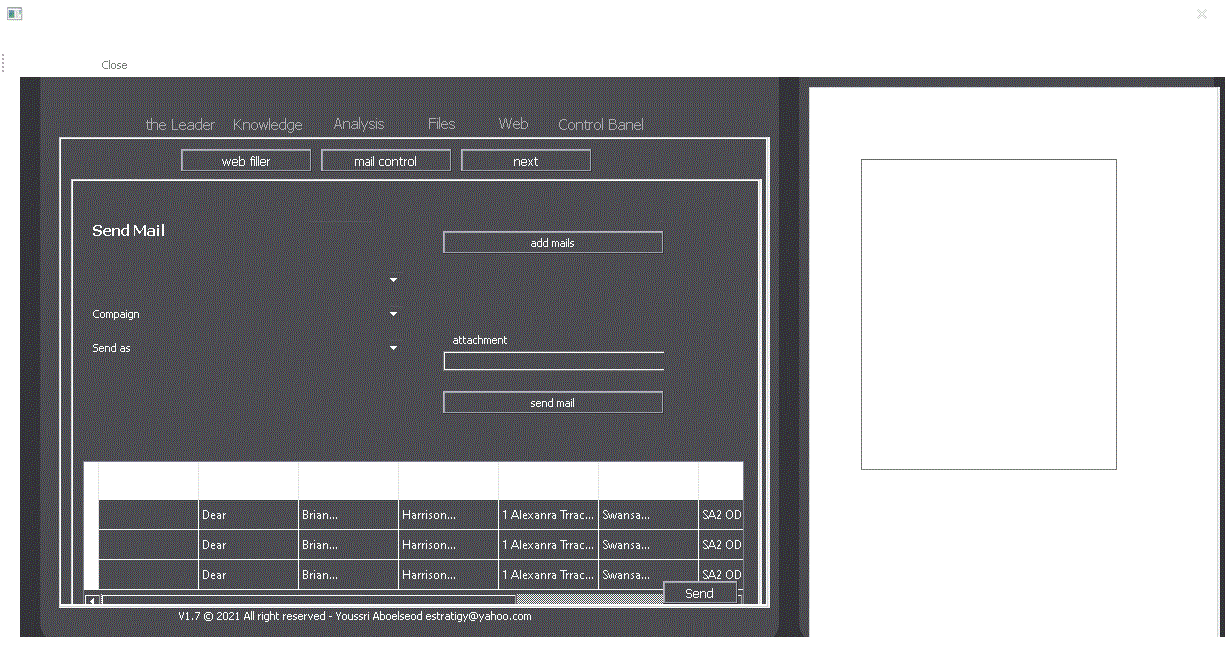 Close
the Leader Knowledge Analysis Files Web Control Banel
web filler mail control next
Send Mail
add mails
Compaign
Send as
attachment
send mail
Dear Brian... Harrison... 1 Alexanra Trrac... Swansa... SA2 OD
Dear Brian... Harrison... 1 Alexanra Trrac... Swansa... SA2 OD
Dear Brian... Harrison... 1 Alexanra Trrac... Swansa... SA2 OD
Send
V1.7 © 2021 All right reserved - Youssri Aboelseod estratigy@yahoo.com